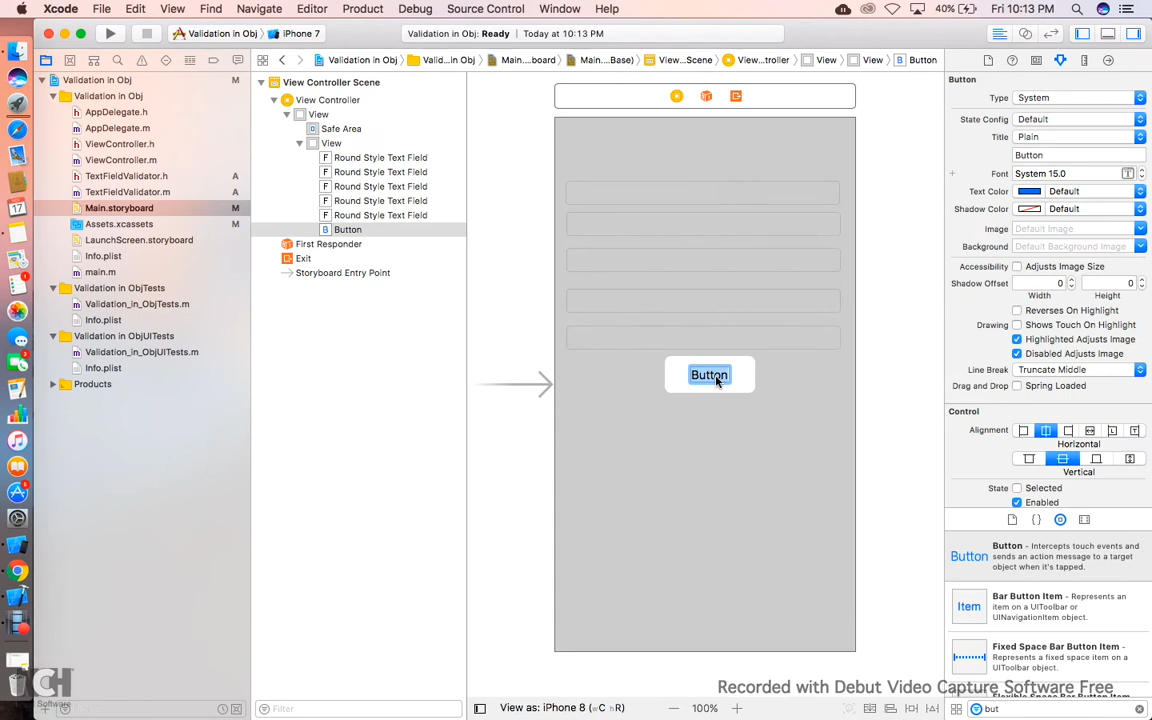 Xcode File Edit View Find Navigate Editor Product Debug Source Control Window Help 40% Fri 10:13 PM
Validation in Obj iPhone 7 Validation in Obj: Ready Today at 10:13 PM
Validation in Obj Valid...in Obj Main....board Main....Base) View...Scene View...troller View View Button
Validation in Obj M
Validation in Obj
AppDelegate.h
AppDelegate.m
ViewController.h
ViewController.m
TextFieldValidator.h A
TextFieldValidator.m A
Main.storyboard M
Assets.xcassets M
LaunchScreen.storyboard
Info.plist
main.m
Validation in ObjTests
Validation_in_ObjTests.m
Info.plist
Validation in ObjUITests
Validation_in_ObjUITests.m
Info.plist
Products
View Controller Scene
View Controller
View
Safe Area
View
F Round Style Text Field
F Round Style Text Field
F Round Style Text Field
F Round Style Text Field
F Round Style Text Field
B Button
First Responder
Exit
Storyboard Entry Point
Filter
Button
View as: iPhone 8 (wC hR) 100%
Button
Type System
State Config Default
Title Plain
Button
Font System 15.0
Text Color Default
Shadow Color Default
Image Default Image
Background Default Background Image
Accessibility Adjusts Image Size
Shadow Offset 0 0
Width Height
Reverses On Highlight
Drawing Shows Touch On Highlight
Highlighted Adjusts Image
Disabled Adjusts Image
Line Break Truncate Middle
Drag and Drop Spring Loaded
Control
Alignment
Horizontal
Vertical
State Selected
Enabled
Button
Button - Intercepts touch events and
sends an action message to a target
object when it's tapped.
Item
Bar Button Item - Represents an
item on a UIToolbar or
UINavigationItem object.
Fixed Space Bar Button Item -
Represents a fixed space item on a
UIToolbar object.
but
Recorded with Debut Video Capture Software Free
NCH
Software